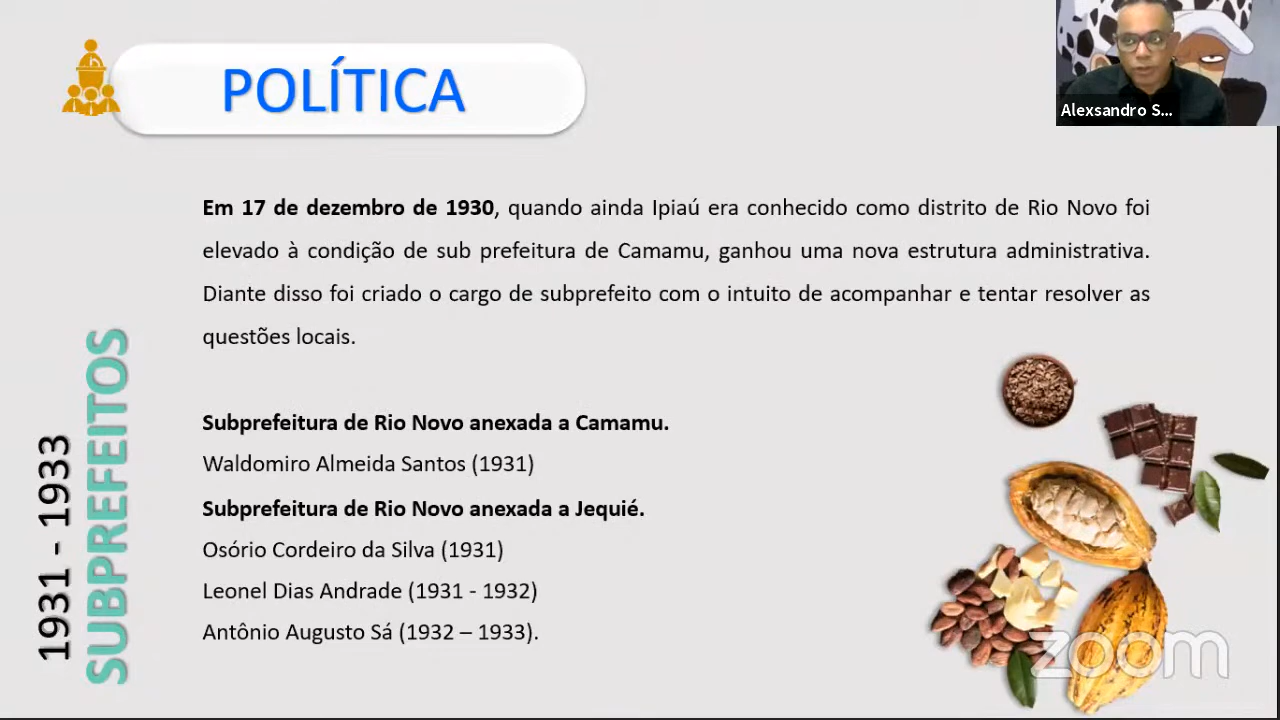 POLÍTICA
Alexsandro S...
Em 17 de dezembro de 1930, quando ainda Ipiaú era conhecido como distrito de Rio Novo foi
elevado à condição de sub prefeitura de Camamu, ganhou uma nova estrutura administrativa.
Diante disso foi criado o cargo de subprefeito com o intuito de acompanhar e tentar resolver as
questões locais.
1931 - 1933
SUBPREFEITOS
Subprefeitura de Rio Novo anexada a Camamu.
Waldomiro Almeida Santos (1931)
Subprefeitura de Rio Novo anexada a Jequié.
Osório Cordeiro da Silva (1931)
Leonel Dias Andrade (1931 - 1932)
Antônio Augusto Sá (1932 – 1933).
zoom